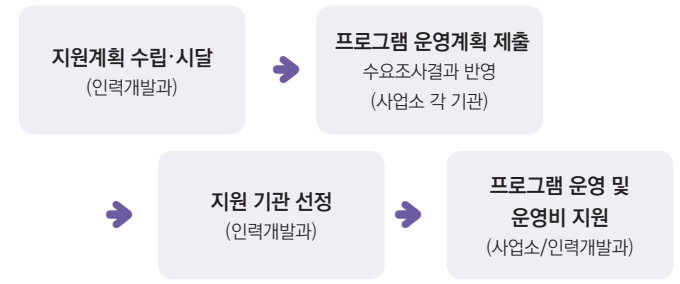 지원계획 수립·시달
(인력개발과)
프로그램 운영계획 제출
수요조사결과 반영
(사업소 각 기관)
지원 기관 선정
(인력개발과)
프로그램 운영 및
운영비 지원
(사업소/인력개발과)